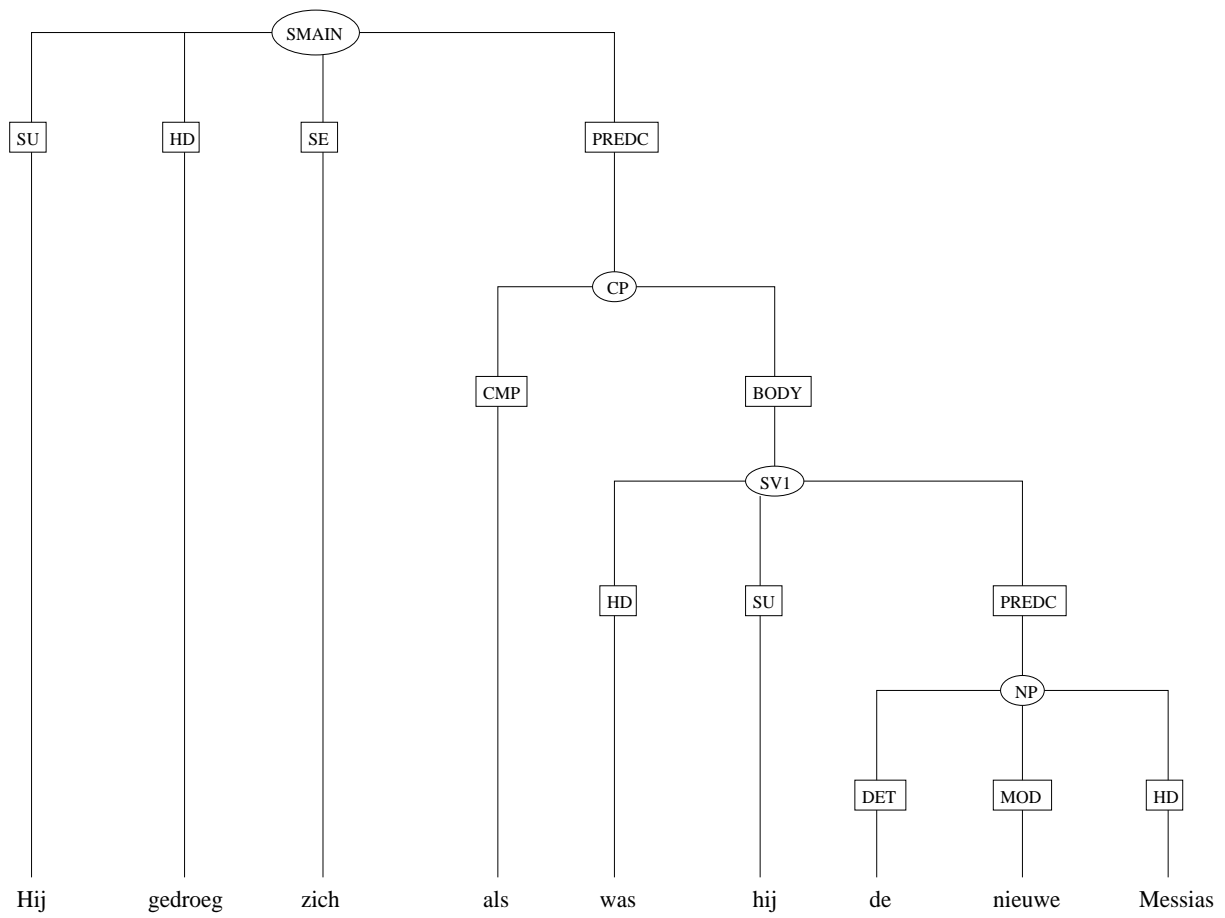 SMAIN
SU HD SE PREDC
CP
CMP BODY
SV1
HD SU PREDC
NP
DET MOD HD
Hij gedroeg zich als was hij de nieuwe Messias